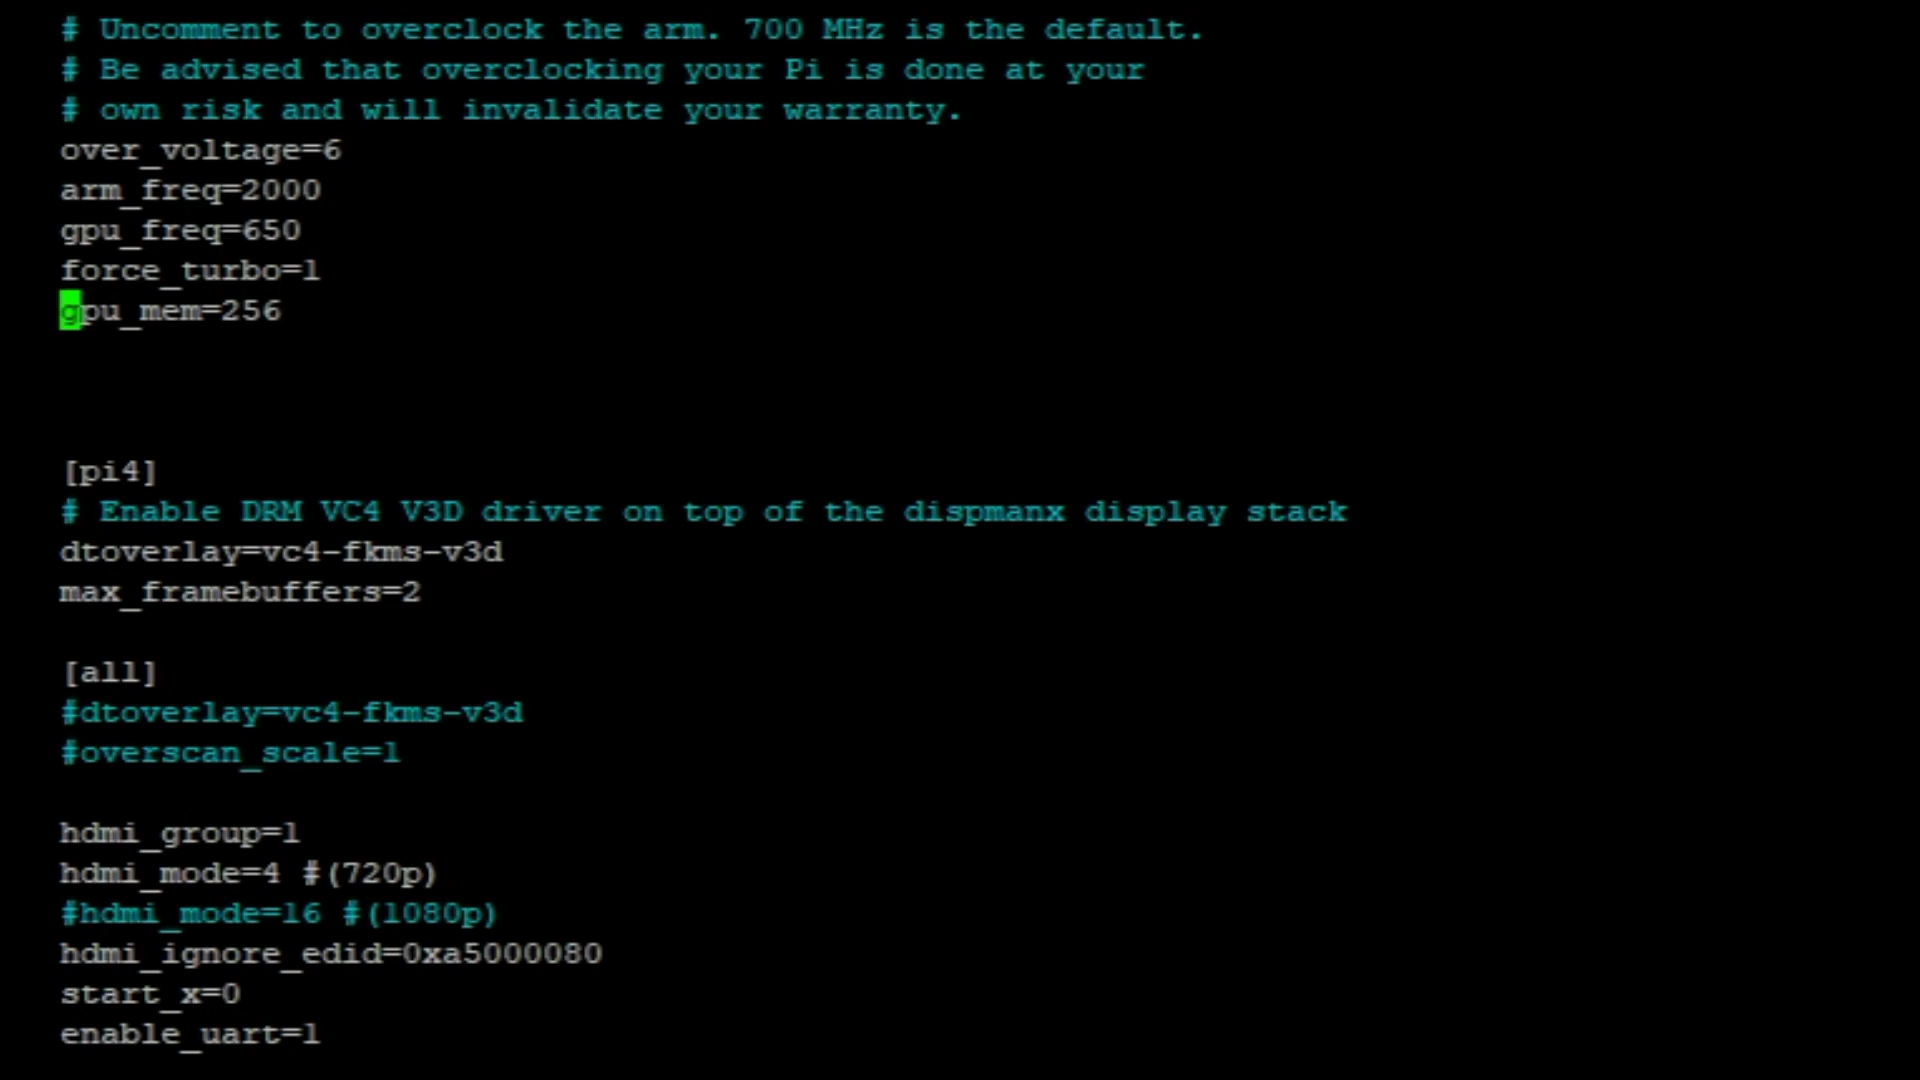 # Uncomment to overclock the arm. 700 MHz is the default.
# Be advised that overclocking your Pi is done at your
# own risk and will invalidate your warranty.
over_voltage=6
arm_freq=2000
gpu_freq=650
force_turbo=1
gpu_mem=256
[pi4]
# Enable DRM VC4 V3D driver on top of the dispmanx display stack
dtoverlay=vc4-fkms-v3d
max_framebuffers=2
[all]
#dtoverlay=vc4-fkms-v3d
#overscan_scale=1
hdmi_group=1
hdmi_mode=4 #(720p)
#hdmi_mode=16 #(1080p)
hdmi_ignore_edid=0xa5000080
start_x=0
enable_uart=1